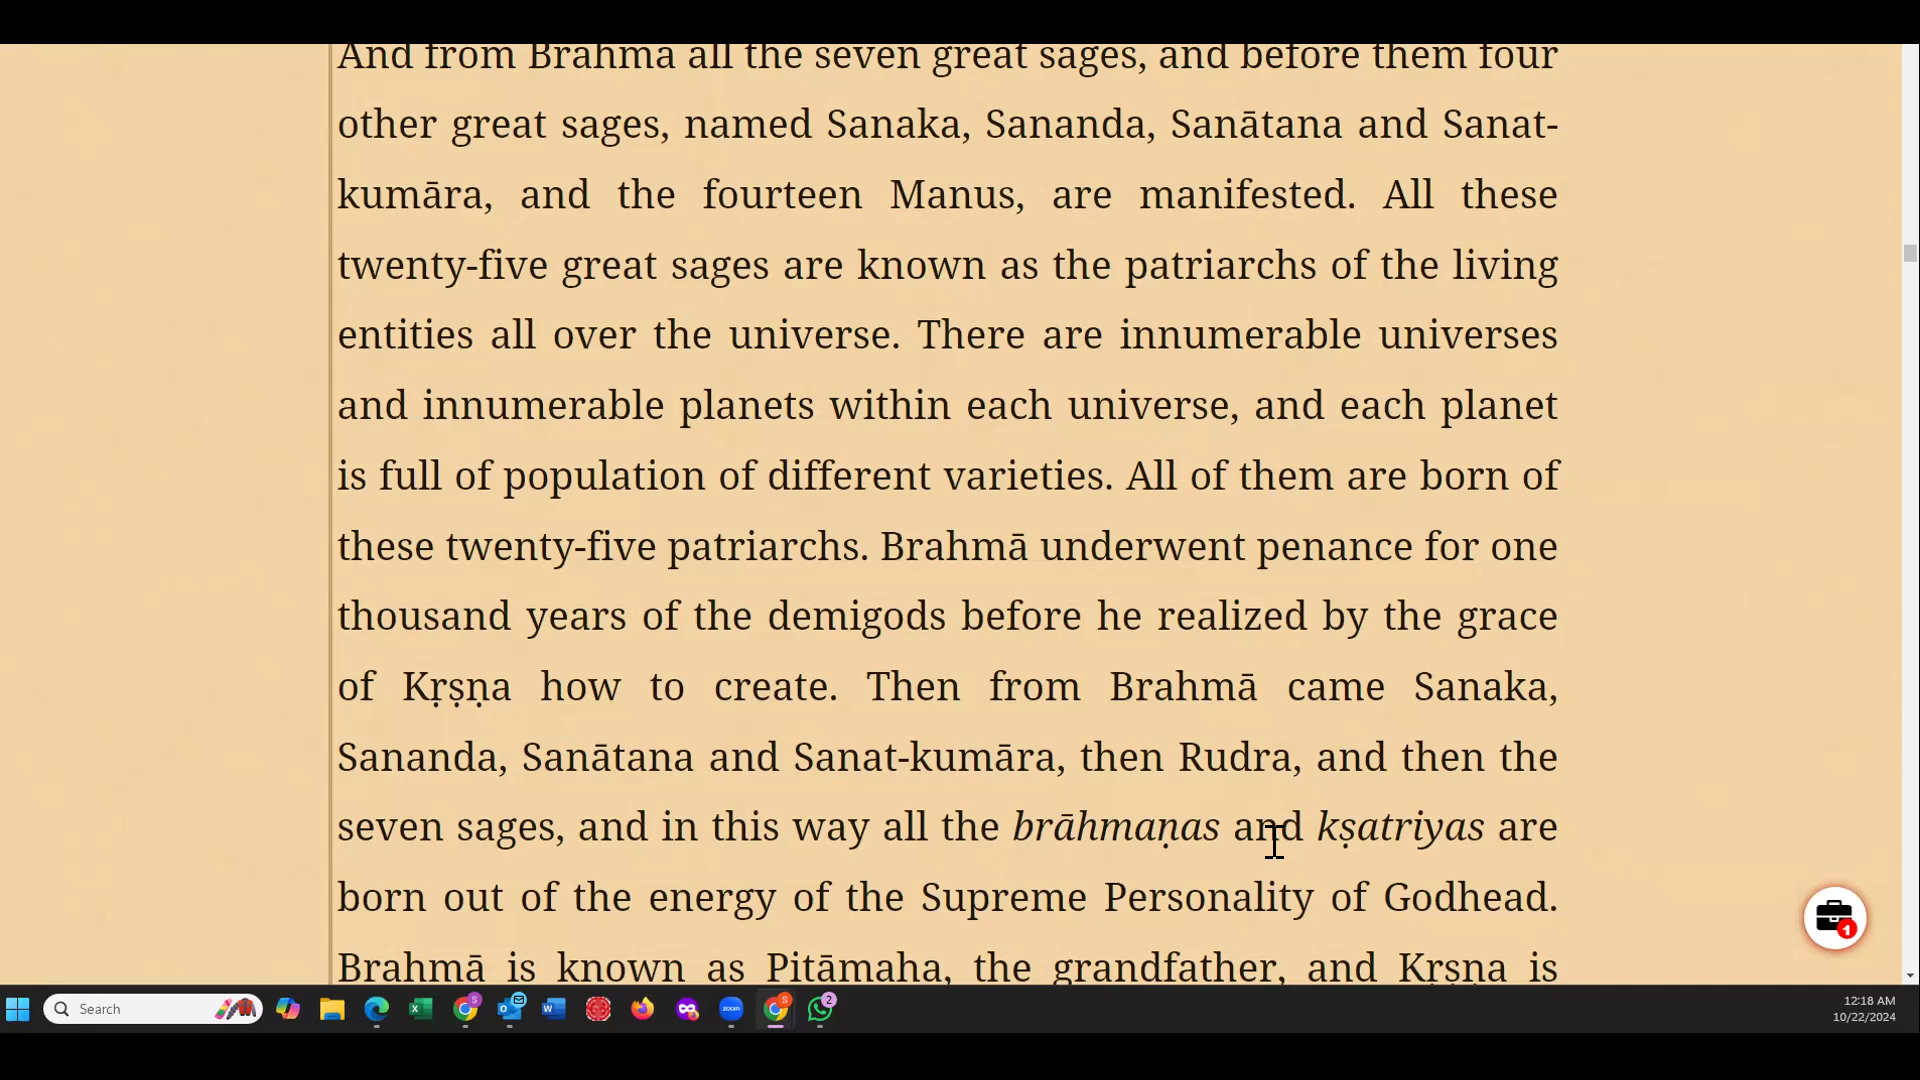 And from Brahmā all the seven great sages, and before them four
other great sages, named Sanaka, Sananda, Sanātana and Sanat-
kumāra, and the fourteen Manus, are manifested. All these
twenty-five great sages are known as the patriarchs of the living
entities all over the universe. There are innumerable universes
and innumerable planets within each universe, and each planet
is full of population of different varieties. All of them are born of
these twenty-five patriarchs. Brahmā underwent penance for one
thousand years of the demigods before he realized by the grace
of Kṛṣṇa how to create. Then from Brahmā came Sanaka,
Sananda, Sanātana and Sanat-kumāra, then Rudra, and then the
seven sages, and in this way all the brāhmaṇas and kṣatriyas are
born out of the energy of the Supreme Personality of Godhead.
Brahmā is known as Pitāmaha, the grandfather, and Kṛṣṇa is
1
Search
S
zoom
S
2
12:18 AM
10/22/2024